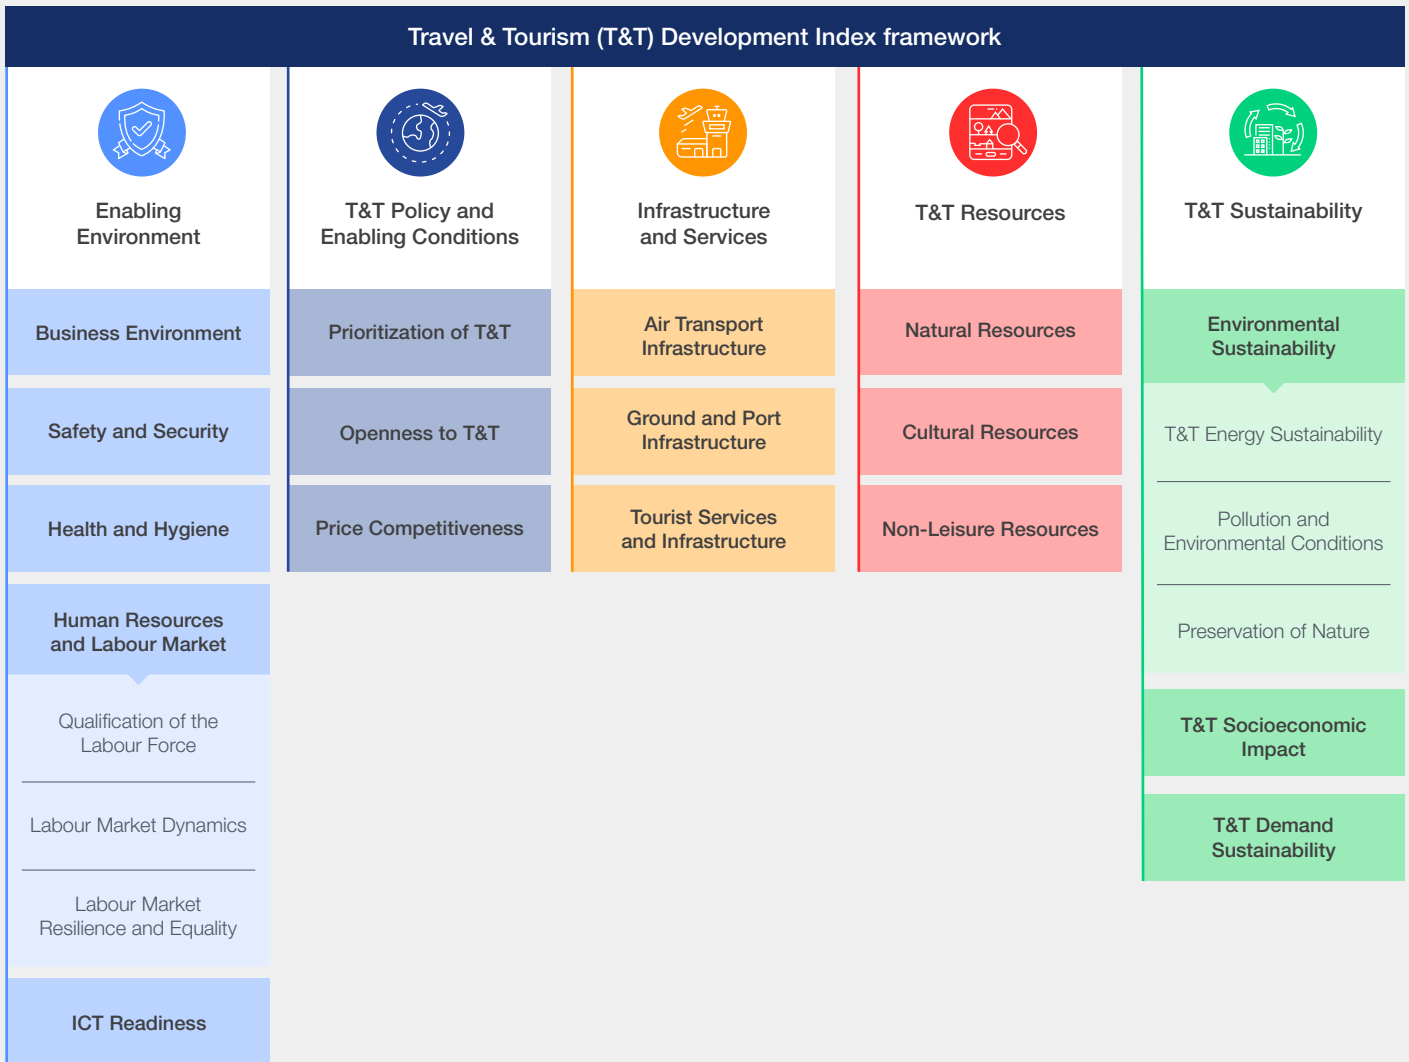 Travel & Tourism (T&T) Development Index framework
Enabling
Environment
Business Environment
Safety and Security
Health and Hygiene
Human Resources
and Labour Market
Qualification of the
Labour Force
Labour Market Dynamics
Labour Market
Resilience and Equality
ICT Readiness
T&T Policy and
Enabling Conditions
Prioritization of T&T
Openness to T&T
Price Competitiveness
Infrastructure
and Services
Air Transport
Infrastructure
Ground and Port
Infrastructure
Tourist Services
and Infrastructure
T&T Resources
Natural Resources
Cultural Resources
Non-Leisure Resources
T&T Sustainability
Environmental
Sustainability
T&T Energy Sustainability
Pollution and
Environmental Conditions
Preservation of Nature
T&T Socioeconomic
Impact
T&T Demand
Sustainability